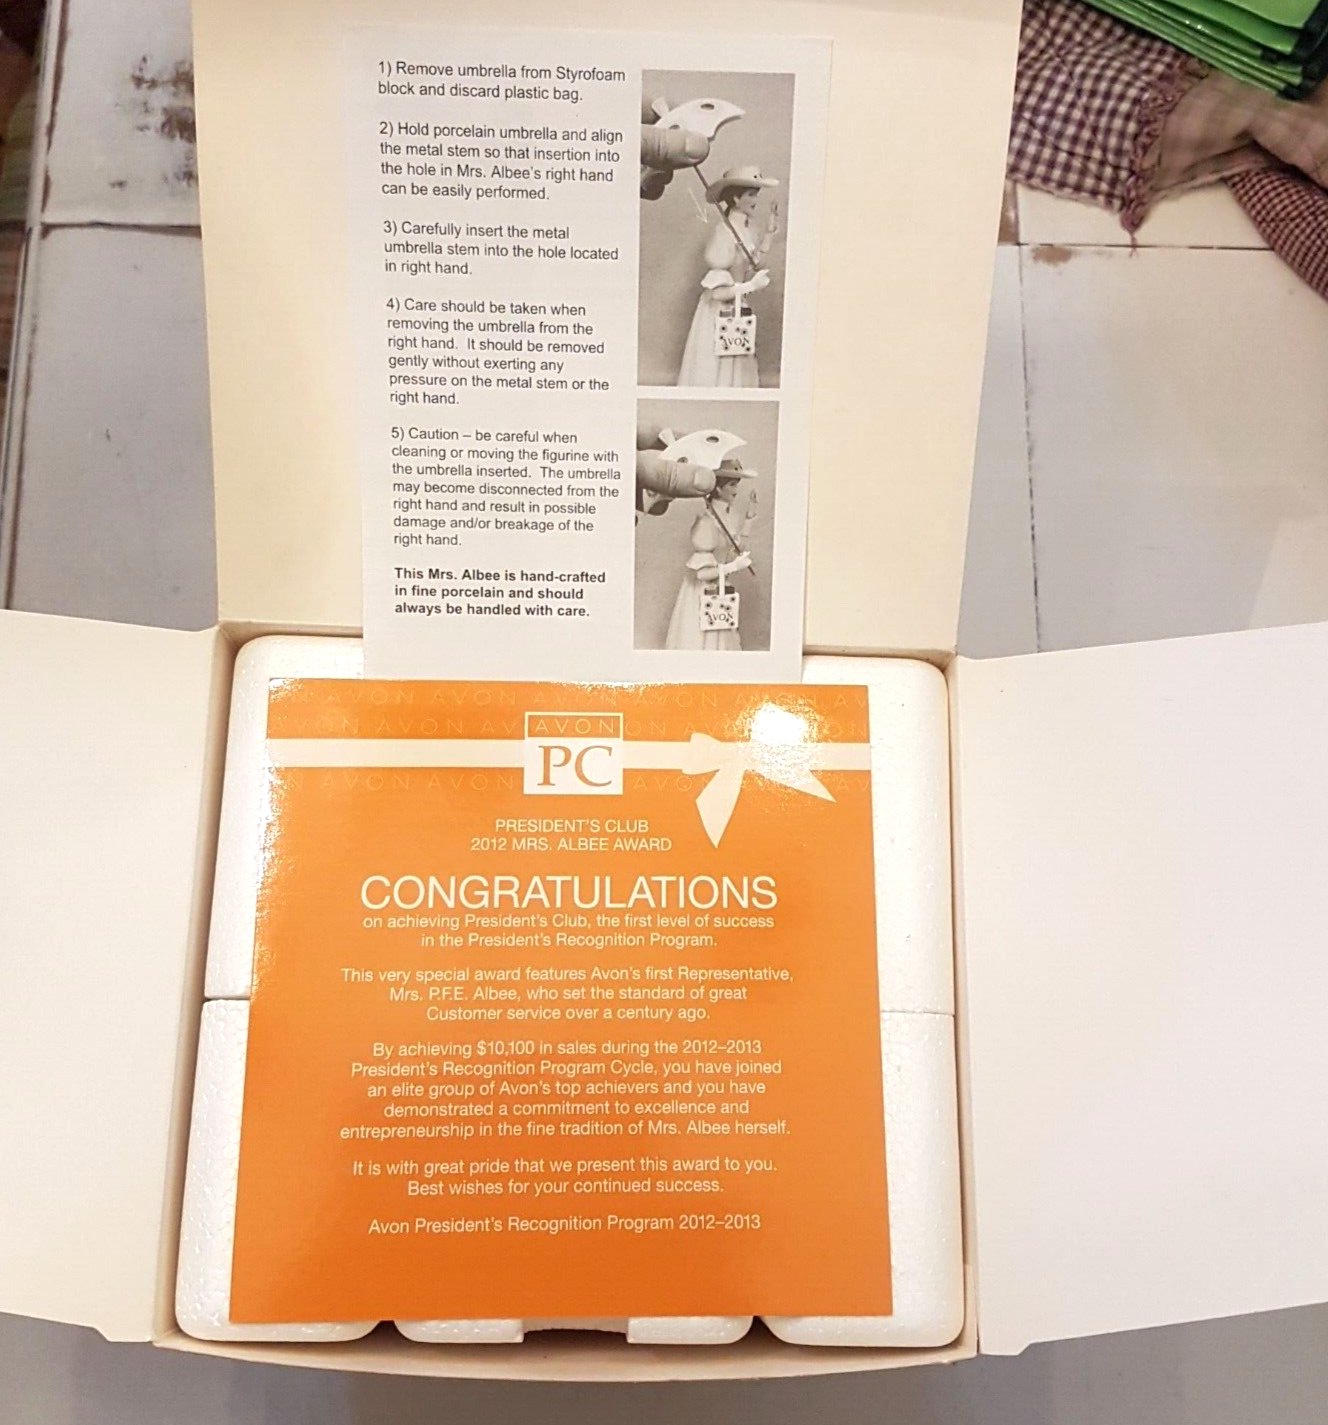 1) Remove umbrella from Styrofoam
block and discard plastic bag.
2) Hold porcelain umbrella and align
the metal stem so that insertion into
the hole in Mrs. Albee's right hand
can be easily performed.
3) Carefully insert the metal
umbrella stem into the hole located
in right hand.
4) Care should be taken when
removing the umbrella from the
right hand. It should be removed
gently without exerting any
pressure on the metal stem or the
right hand.
5) Caution – be careful when
cleaning or moving the figurine with
the umbrella inserted. The umbrella
may become disconnected from the
right hand and result in possible
damage and/or breakage of the
right hand.
This Mrs. Albee is hand-crafted
in fine porcelain and should
always be handled with care.
AVON
AVON
AVON AVON AVON AVON
AVON AV
AVON
PC
AVON AVON
PRESIDENT'S CLUB
2012 MRS. ALBEE AWARD
CONGRATULATIONS
on achieving President's Club, the first level of success
in the President's Recognition Program.
This very special award features Avon's first Representative,
Mrs. P.F.E. Albee, who set the standard of great
Customer service over a century ago.
By achieving $10,100 in sales during the 2012–2013
President's Recognition Program Cycle, you have joined
an elite group of Avon's top achievers and you have
demonstrated a commitment to excellence and
entrepreneurship in the fine tradition of Mrs. Albee herself.
It is with great pride that we present this award to you.
Best wishes for your continued success.
Avon President's Recognition Program 2012–2013